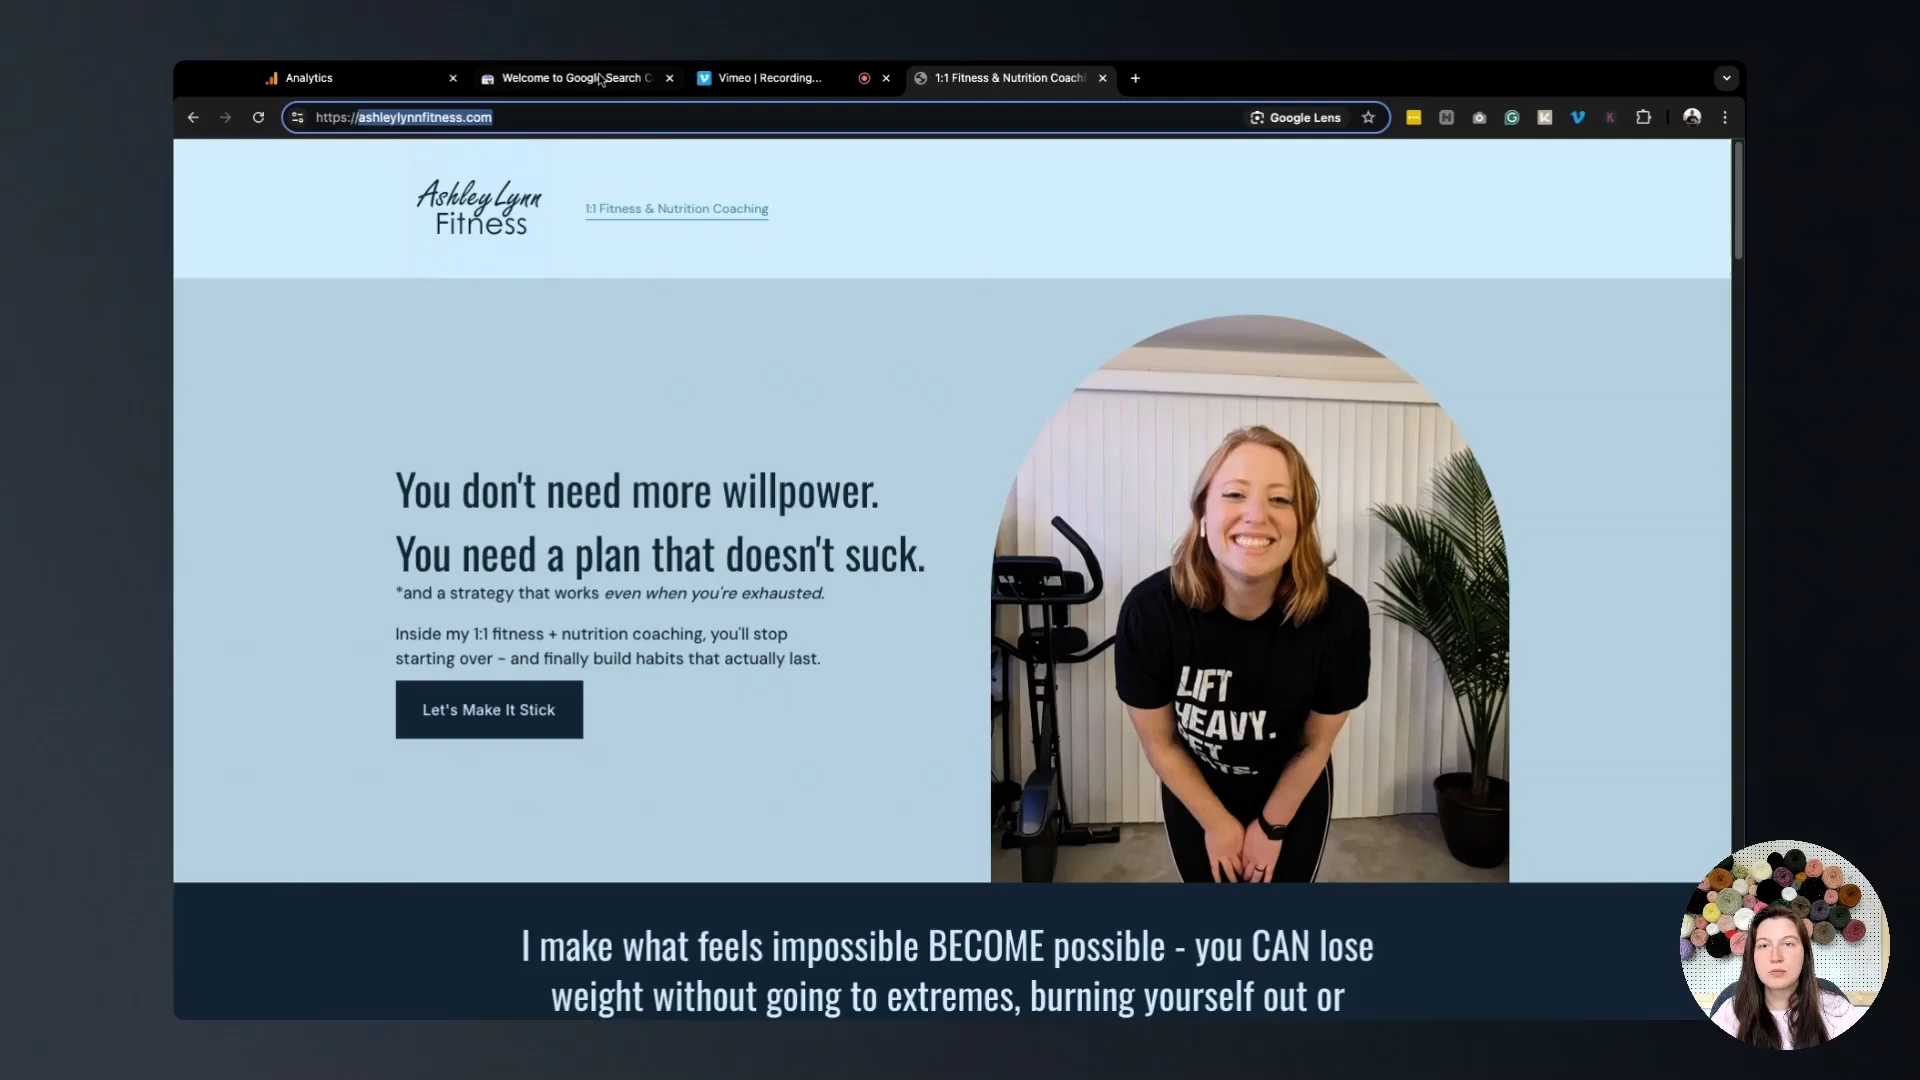 Analytics
Welcome to Google Search C
Vimeo | Recording...
1:1 Fitness & Nutrition Coachi
https://ashleylynnfitness.com
Google Lens
Ashley Lynn
Fitness
1:1 Fitness & Nutrition Coaching
You don't need more willpower.
You need a plan that doesn't suck.
*and a strategy that works even when you're exhausted.
Inside my 1:1 fitness + nutrition coaching, you'll stop
starting over - and finally build habits that actually last.
Let's Make It Stick
LIFT
HEAVY.
I make what feels impossible BECOME possible - you CAN lose
weight without going to extremes, burning yourself out or